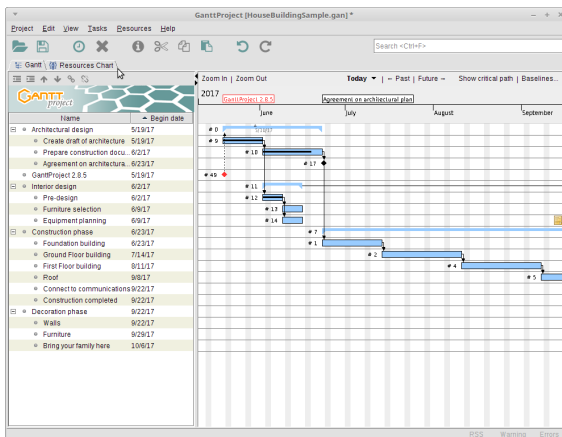 GanttProject [HouseBuildingSample.gan] *
Project Edit View Tasks Resources Help
Search <Ctrl+F>
Gantt Resources Chart
GANTT project
Zoom In | Zoom Out Today | ← Past | Future → Show critical path | Baselines...
2017
GanttProject 2.8.5 Agreement on architectural plan
June July August September
Name Begin date
Architectural design 5/19/17 # 0
Create draft of architecture 5/19/17 # 9
Prepare construction docu... 6/2/17 # 10
Agreement on architectura... 6/23/17 # 17
GanttProject 2.8.5 5/19/17 # 49
Interior design 6/2/17 # 11
Pre-design 6/2/17 # 12
Furniture selection 6/9/17 # 13
Equipment planning 6/9/17 # 14
Construction phase 6/23/17 # 7
Foundation building 6/23/17 # 1
Ground Floor building 7/14/17 # 2
First Floor building 8/11/17 # 4
Roof 9/8/17 # 5
Connect to communications 9/22/17
Construction completed 9/22/17
Decoration phase 9/22/17
Walls 9/22/17
Furniture 9/29/17
Bring your family here 10/6/17
RSS Warning Errors